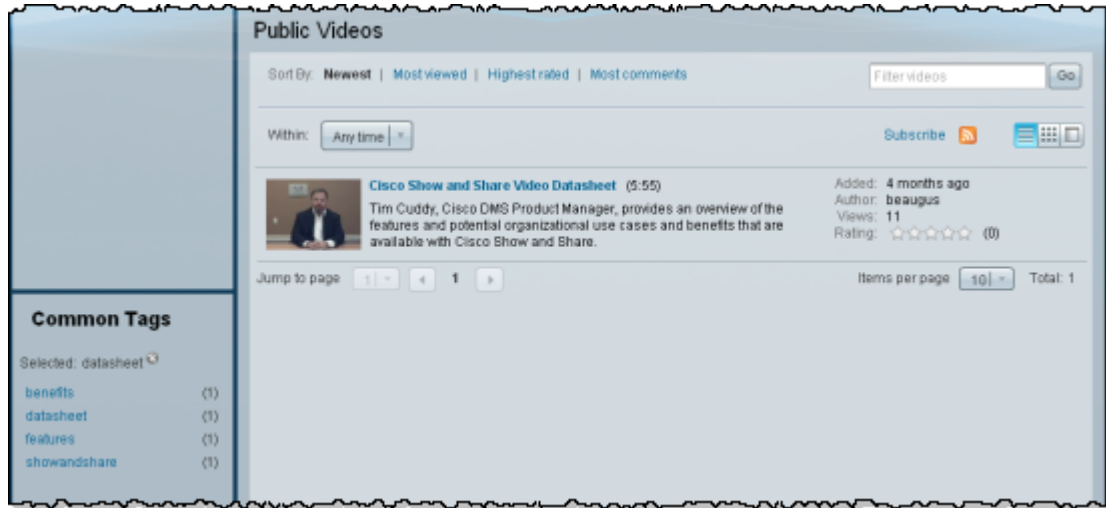 Public Videos
Sort By: Newest | Most viewed | Highest rated | Most comments
Filter videos
Go
Within: Any time
Subscribe
Cisco Show and Share Video Datasheet (5:55)
Tim Cuddy, Cisco DMS Product Manager, provides an overview of the
features and potential organizational use cases and benefits that are
available with Cisco Show and Share.
Added: 4 months ago
Author: beaugus
Views: 11
Rating: (0)
Jump to page 1 1
Items per page 10 Total: 1
Common Tags
Selected: datasheet
benefits (1)
datasheet (1)
features (1)
showandshare (1)